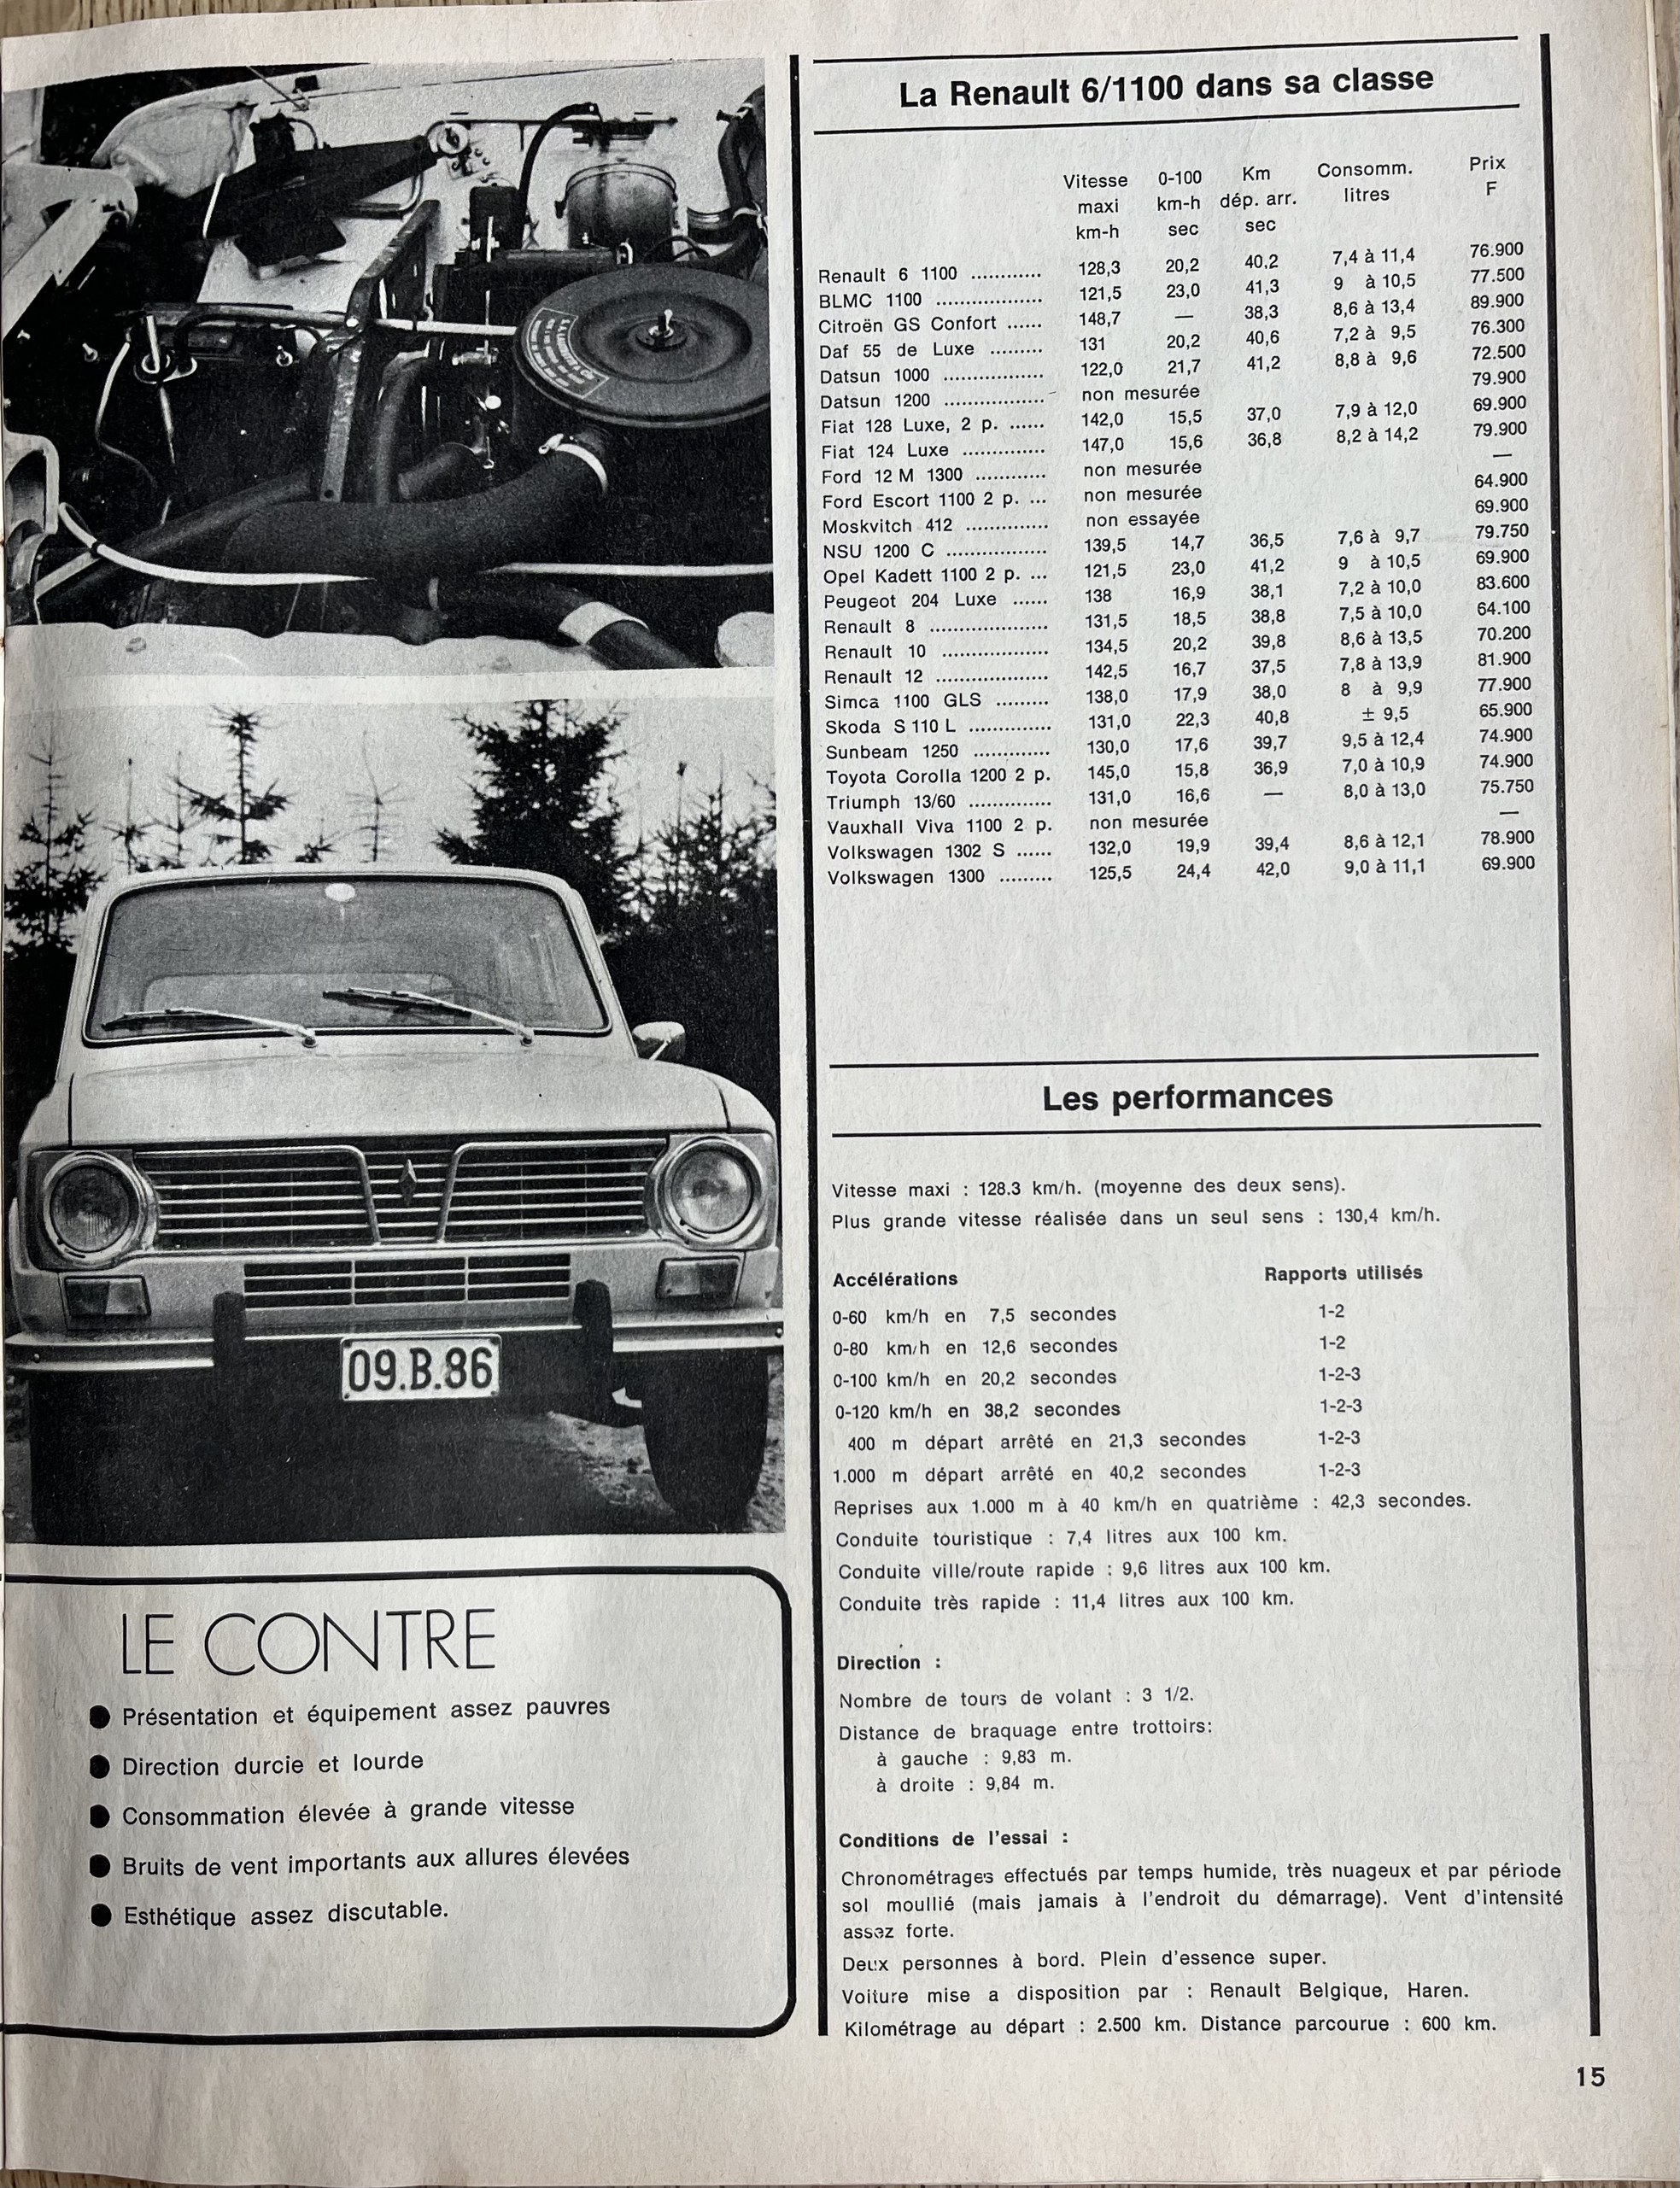 09.B.86
LE CONTRE
● Présentation et équipement assez pauvres
● Direction durcie et lourde
● Consommation élevée à grande vitesse
● Bruits de vent importants aux allures élevées
● Esthétique assez discutable.
La Renault 6/1100 dans sa classe
Vitesse 0-100 Km Consomm. Prix
maxi km-h dép. arr. litres F
km-h sec sec
Renault 6 1100 ............ 128,3 20,2 40,2 7,4 à 11,4 76.900
BLMC 1100 .................. 121,5 23,0 41,3 9 à 10,5 77.500
Citroën GS Confort ...... 148,7 — 38,3 8,6 à 13,4 89.900
Daf 55 de Luxe ......... 131 20,2 40,6 7,2 à 9,5 76.300
Datsun 1000 ................. 122,0 21,7 41,2 8,8 à 9,6 72.500
Datsun 1200 ................. non mesurée 79.900
Fiat 128 Luxe, 2 p. ...... 142,0 15,5 37,0 7,9 à 12,0 69.900
Fiat 124 Luxe .............. 147,0 15,6 36,8 8,2 à 14,2 79.900
Ford 12 M 1300 ............ non mesurée —
Ford Escort 1100 2 p. ... non mesurée 64.900
Moskvitch 412 .............. non essayée 69.900
NSU 1200 C ................. 139,5 14,7 36,5 7,6 à 9,7 79.750
Opel Kadett 1100 2 p. ... 121,5 23,0 41,2 9 à 10,5 69.900
Peugeot 204 Luxe ...... 138 16,9 38,1 7,2 à 10,0 83.600
Renault 8 .................... 131,5 18,5 38,8 7,5 à 10,0 64.100
Renault 10 .................. 134,5 20,2 39,8 8,6 à 13,5 70.200
Renault 12 ................... 142,5 16,7 37,5 7,8 à 13,9 81.900
Simca 1100 GLS ......... 138,0 17,9 38,0 8 à 9,9 77.900
Skoda S 110 L .............. 131,0 22,3 40,8 ± 9,5 65.900
Sunbeam 1250 ............. 130,0 17,6 39,7 9,5 à 12,4 74.900
Toyota Corolla 1200 2 p. 145,0 15,8 36,9 7,0 à 10,9 74.900
Triumph 13/60 .............. 131,0 16,6 — 8,0 à 13,0 75.750
Vauxhall Viva 1100 2 p. non mesurée —
Volkswagen 1302 S ...... 132,0 19,9 39,4 8,6 à 12,1 78.900
Volkswagen 1300 ......... 125,5 24,4 42,0 9,0 à 11,1 69.900
Les performances
Vitesse maxi : 128.3 km/h. (moyenne des deux sens).
Plus grande vitesse réalisée dans un seul sens : 130,4 km/h.
Accélérations Rapports utilisés
0-60 km/h en 7,5 secondes 1-2
0-80 km/h en 12,6 secondes 1-2
0-100 km/h en 20,2 secondes 1-2-3
0-120 km/h en 38,2 secondes 1-2-3
400 m départ arrêté en 21,3 secondes 1-2-3
1.000 m départ arrêté en 40,2 secondes 1-2-3
Reprises aux 1.000 m à 40 km/h en quatrième : 42,3 secondes.
Conduite touristique : 7,4 litres aux 100 km.
Conduite ville/route rapide : 9,6 litres aux 100 km.
Conduite très rapide : 11,4 litres aux 100 km.
Direction :
Nombre de tours de volant : 3 1/2.
Distance de braquage entre trottoirs:
à gauche : 9,83 m.
à droite : 9,84 m.
Conditions de l'essai :
Chronométrages effectués par temps humide, très nuageux et par période
sol moullié (mais jamais à l'endroit du démarrage). Vent d'intensité
assez forte.
Deux personnes à bord. Plein d'essence super.
Voiture mise a disposition par : Renault Belgique, Haren.
Kilométrage au départ : 2.500 km. Distance parcourue : 600 km.
15